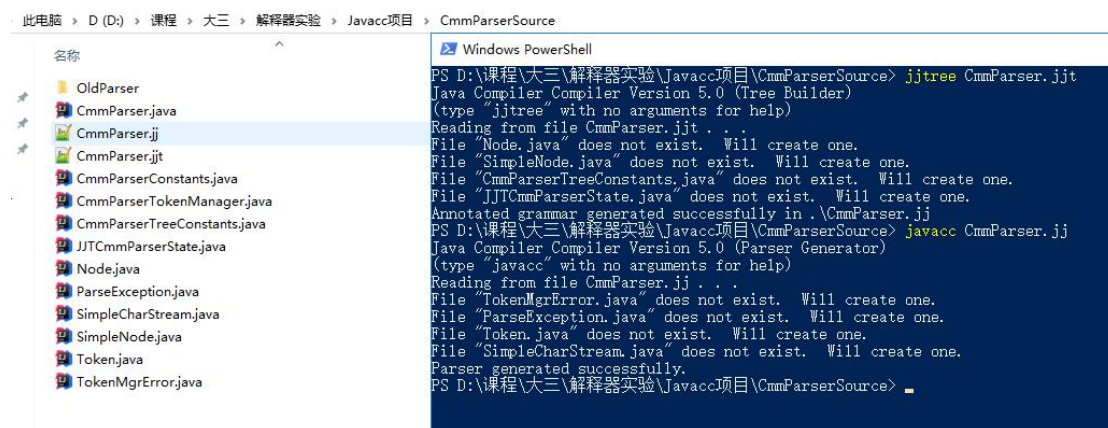 此电脑 > D (D:) > 课程 > 大三 > 解释器实验 > Javacc项目 > CmmParserSource
名称
OldParser
CmmParser.java
CmmParser.jj
CmmParser.jjt
CmmParserConstants.java
CmmParserTokenManager.java
CmmParserTreeConstants.java
JJTCmmParserState.java
Node.java
ParseException.java
SimpleCharStream.java
SimpleNode.java
Token.java
TokenMgrError.java
Windows PowerShell
PS D:\课程\大三\解释器实验\Javacc项目\CmmParserSource> jjtree CmmParser.jjt
Java Compiler Compiler Version 5.0 (Tree Builder)
(type "jjtree" with no arguments for help)
Reading from file CmmParser.jjt . . .
File "Node.java" does not exist.  Will create one.
File "SimpleNode.java" does not exist.  Will create one.
File "CmmParserTreeConstants.java" does not exist.  Will create one.
File "JJTCmmParserState.java" does not exist.  Will create one.
Annotated grammar generated successfully in .\CmmParser.jj
PS D:\课程\大三\解释器实验\Javacc项目\CmmParserSource> javacc CmmParser.jj
Java Compiler Compiler Version 5.0 (Parser Generator)
(type "javacc" with no arguments for help)
Reading from file CmmParser.jj . . .
File "TokenMgrError.java" does not exist.  Will create one.
File "ParseException.java" does not exist.  Will create one.
File "Token.java" does not exist.  Will create one.
File "SimpleCharStream.java" does not exist.  Will create one.
Parser generated successfully.
PS D:\课程\大三\解释器实验\Javacc项目\CmmParserSource>